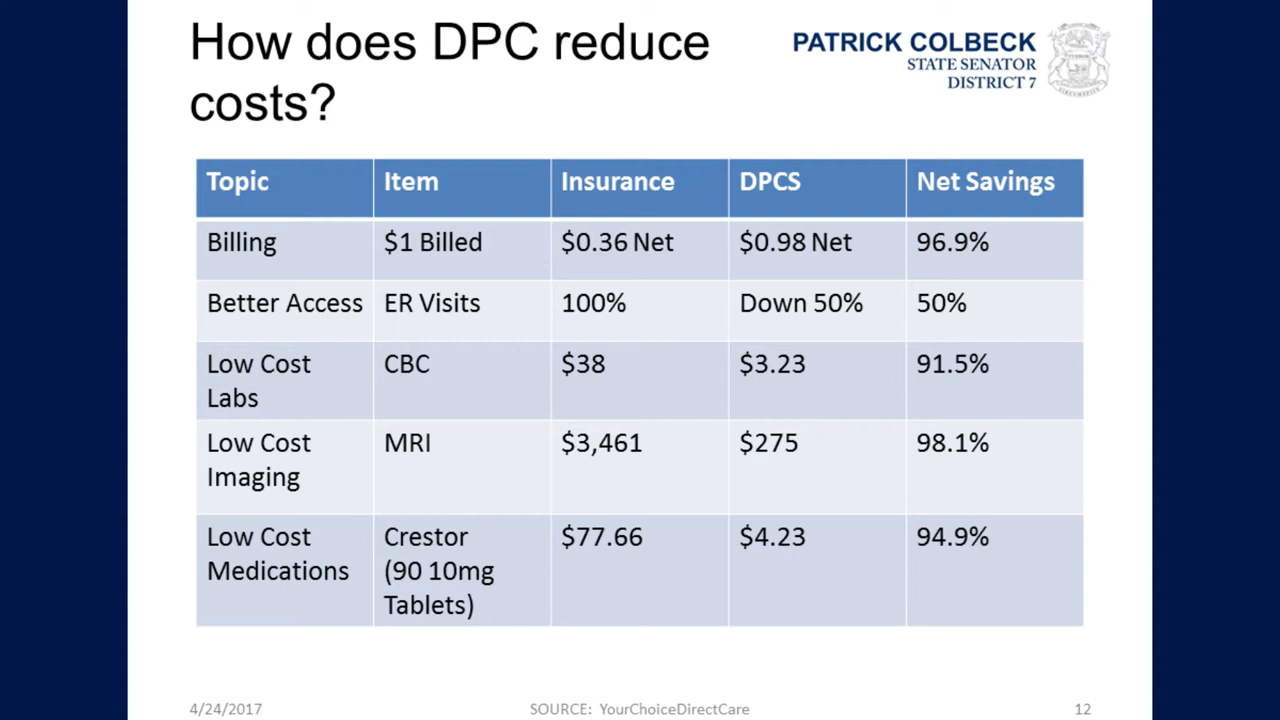 How does DPC reduce
costs?
PATRICK COLBECK
STATE SENATOR
DISTRICT 7
Topic Item Insurance DPCS Net Savings
Billing $1 Billed $0.36 Net $0.98 Net 96.9%
Better Access ER Visits 100% Down 50% 50%
Low Cost CBC $38 $3.23 91.5%
Labs
Low Cost MRI $3,461 $275 98.1%
Imaging
Low Cost Crestor $77.66 $4.23 94.9%
Medications (90 10mg
Tablets)
4/24/2017 SOURCE: YourChoiceDirectCare 12